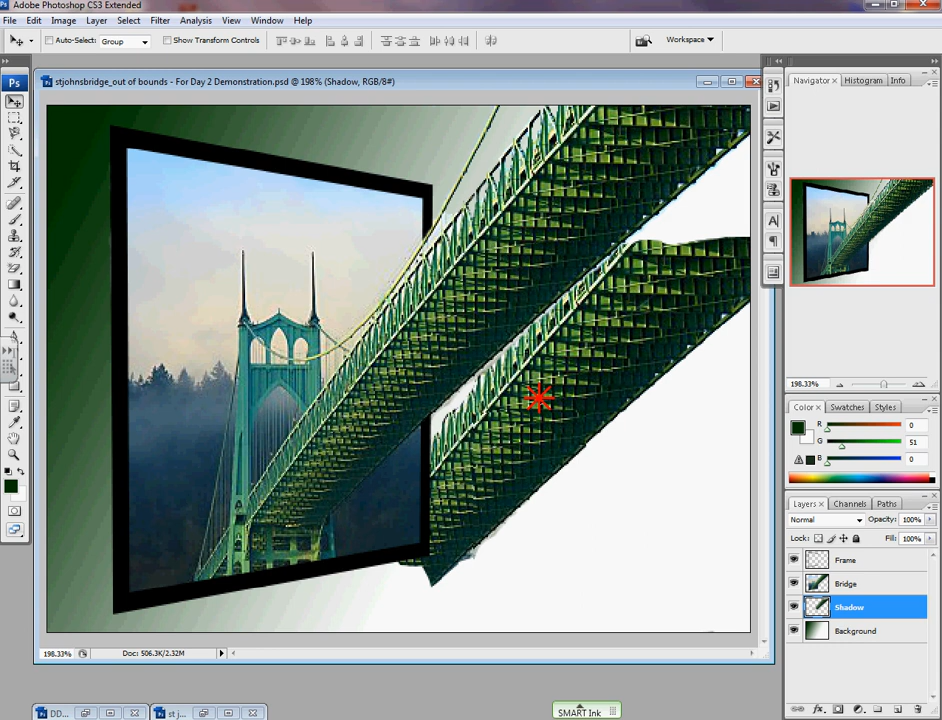 Adobe Photoshop CS3 Extended
File Edit Image Layer Select Filter Analysis View Window Help
Auto-Select: Group Show Transform Controls Workspace
Ps
stjohnsbridge_out of bounds - For Day 2 Demonstration.psd @ 198% (Shadow, RGB/8#)
Navigator Histogram Info
198.33%
Color Swatches Styles
R 0
G 51
B 0
Layers Channels Paths
Normal Opacity: 100%
Lock: Fill: 100%
Frame
Bridge
Shadow
Background
198.33% Doc: 506.3K/2.32M
DD... st j...
SMART Ink